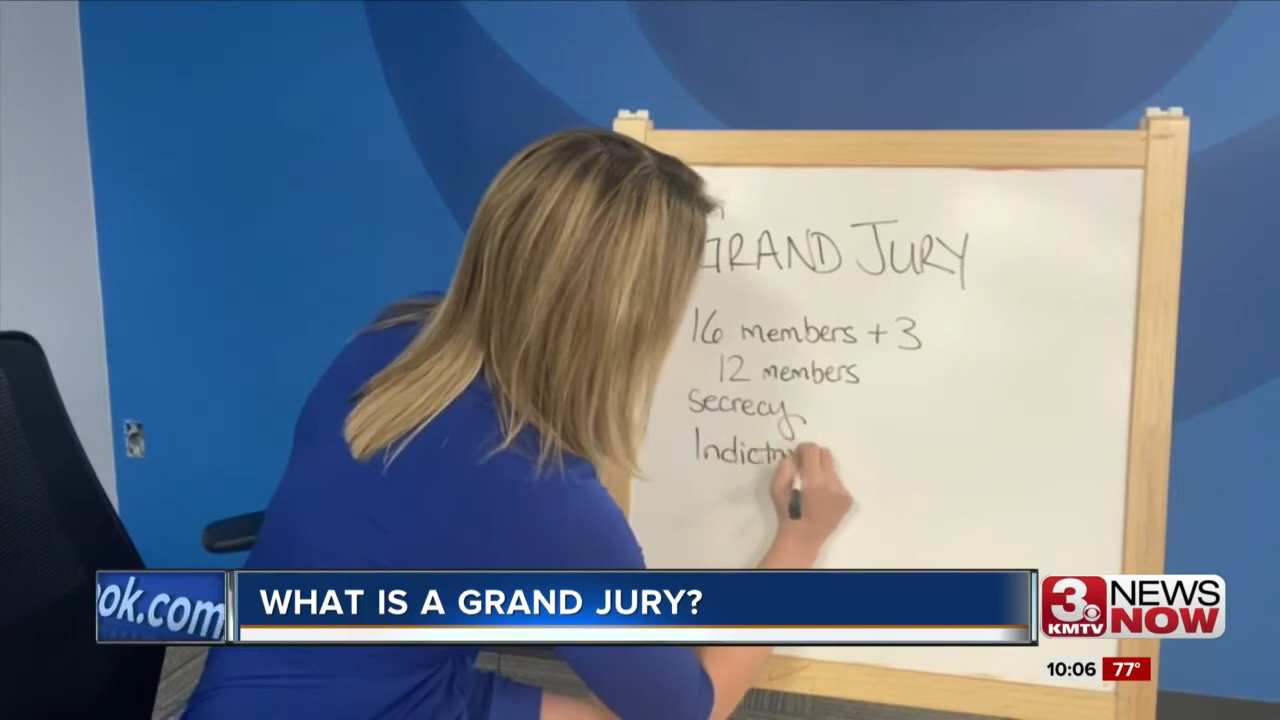 GRAND JURY
16 members + 3
12 members
Secrecy
ok.com
WHAT IS A GRAND JURY?
3 KMTV
NEWS
NOW
10:06 77°